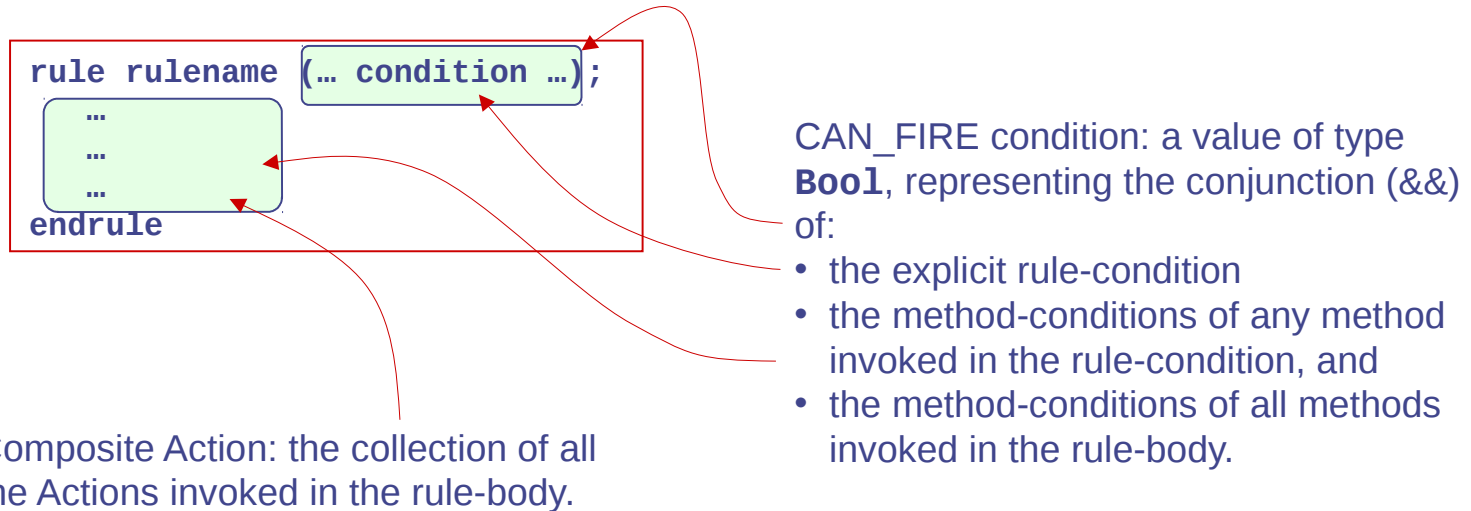 rule rulename (… condition …);
…
…
…
endrule
CAN_FIRE condition: a value of type
Bool, representing the conjunction (&&)
of:
• the explicit rule-condition
• the method-conditions of any method
invoked in the rule-condition, and
• the method-conditions of all methods
invoked in the rule-body.
omposite Action: the collection of all
he Actions invoked in the rule-body.